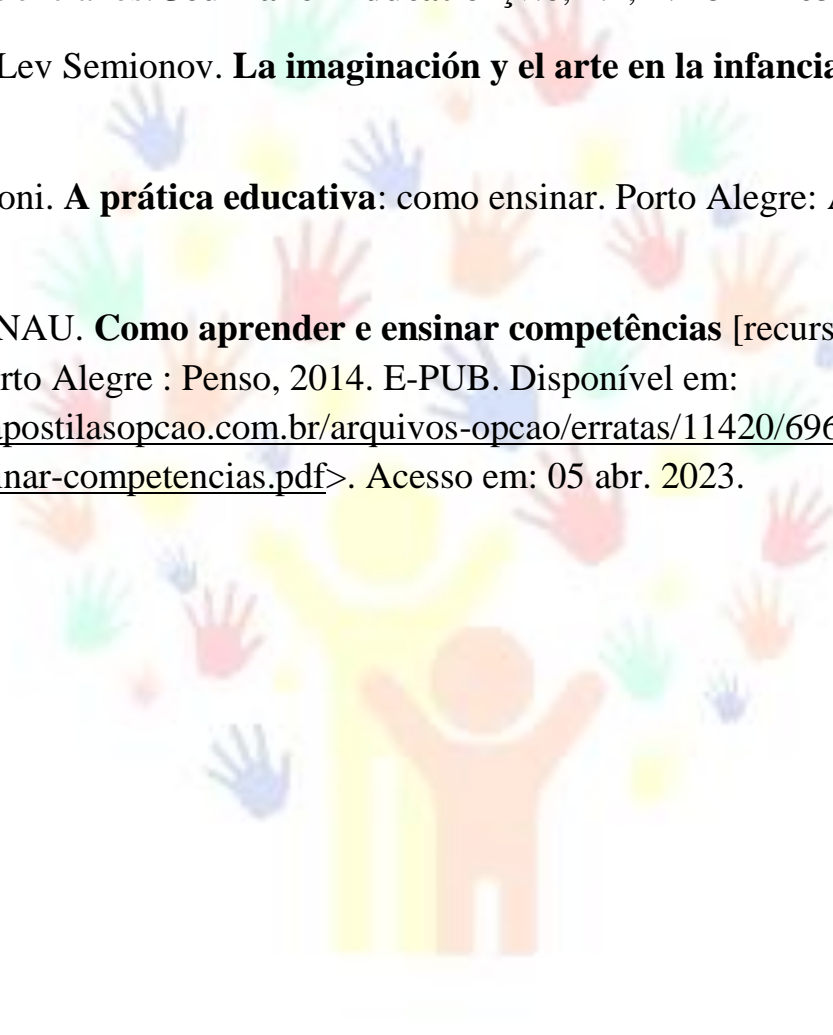 Lev Semionov. La imaginación y el arte en la infancia
oni. A prática educativa: como ensinar. Porto Alegre:
NAU. Como aprender e ensinar competências [recurs
rto Alegre : Penso, 2014. E-PUB. Disponível em:
apostilasopcao.com.br/arquivos-opcao/erratas/11420/696
inar-competencias.pdf>. Acesso em: 05 abr. 2023.